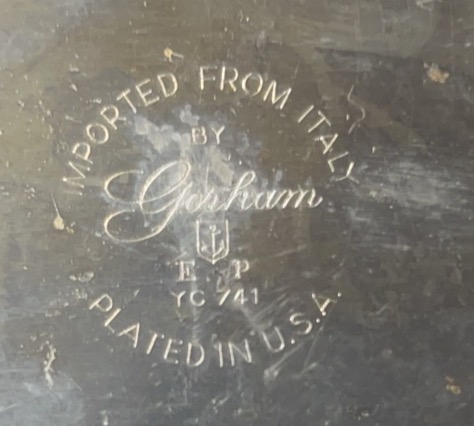 IMPORTED FROM ITALY
BY
Gorham
E P
YC 741
PLATED IN U.S.A.